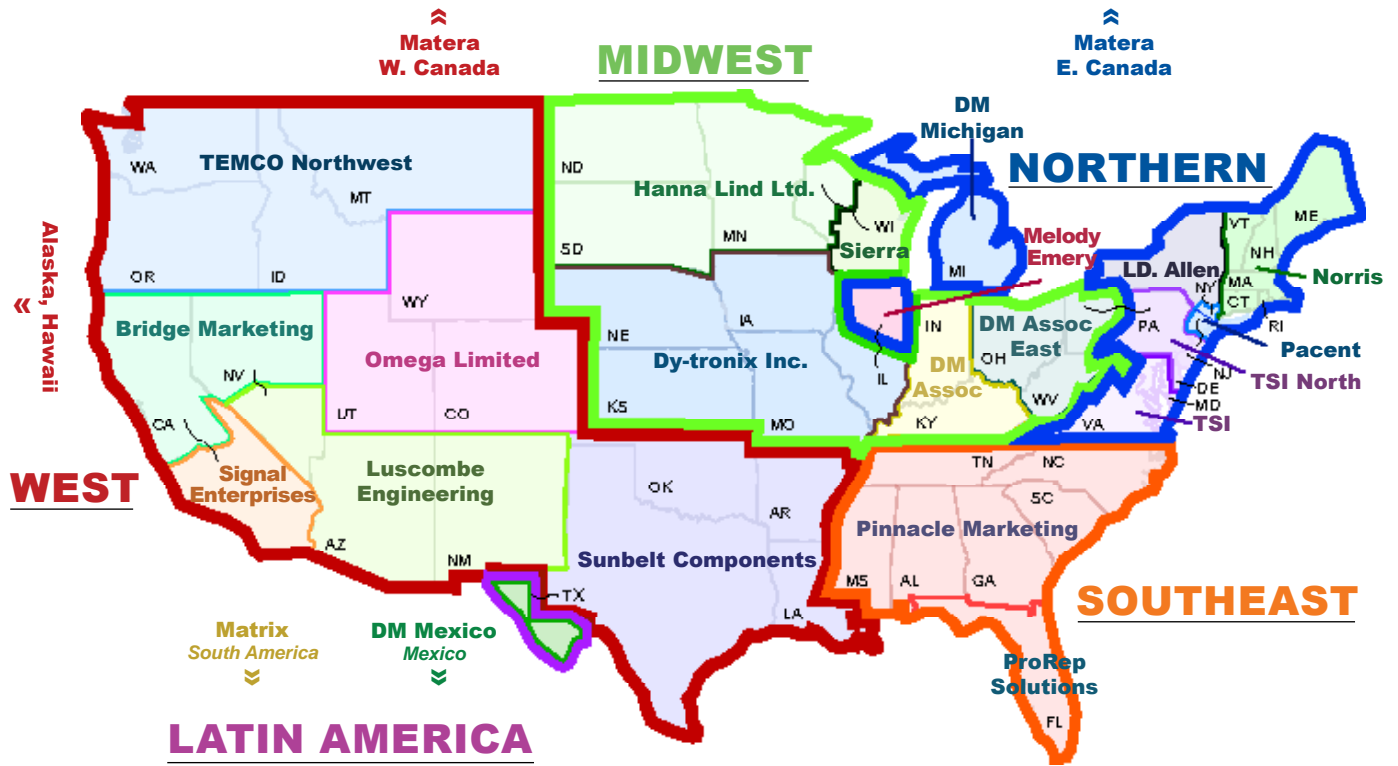 Matera
W. Canada
MIDWEST
Matera
E. Canada
DM
Michigan
NORTHERN
WA
TEMCO Northwest
MT
OR
ID
ND
Hanna Lind Ltd.
SD
MN
WI
Sierra
MI
Melody
Emery
LD. Allen
NY
VT
ME
NH
MA
CT
RI
Norris
Alaska, Hawaii
Bridge Marketing
NV
CA
WY
Omega Limited
UT
CO
NE
IA
Dy-tronix Inc.
KS
MO
IL
IN
DM
Assoc
KY
DM Assoc
East
OH
WV
PA
Pacent
NJ
TSI North
DE
MD
VA
TSI
WEST
Signal
Enterprises
Luscombe
Engineering
AZ
NM
OK
AR
Sunbelt Components
TX
LA
TN
NC
SC
Pinnacle Marketing
MS
AL
GA
SOUTHEAST
ProRep
Solutions
FL
Matrix
South America
DM Mexico
Mexico
LATIN AMERICA